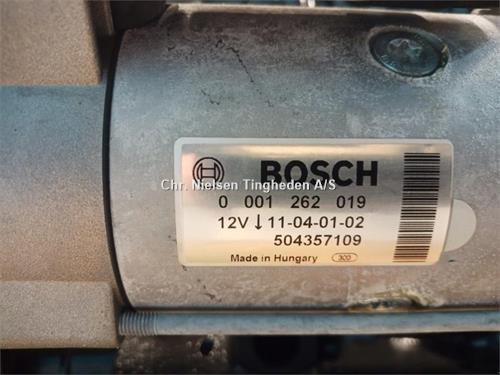 BOSCH
Chr. Nielsen Tingheden A/S
0 001 262 019
12V ↓ 11-04-01-02
504357109
Made in Hungary 300